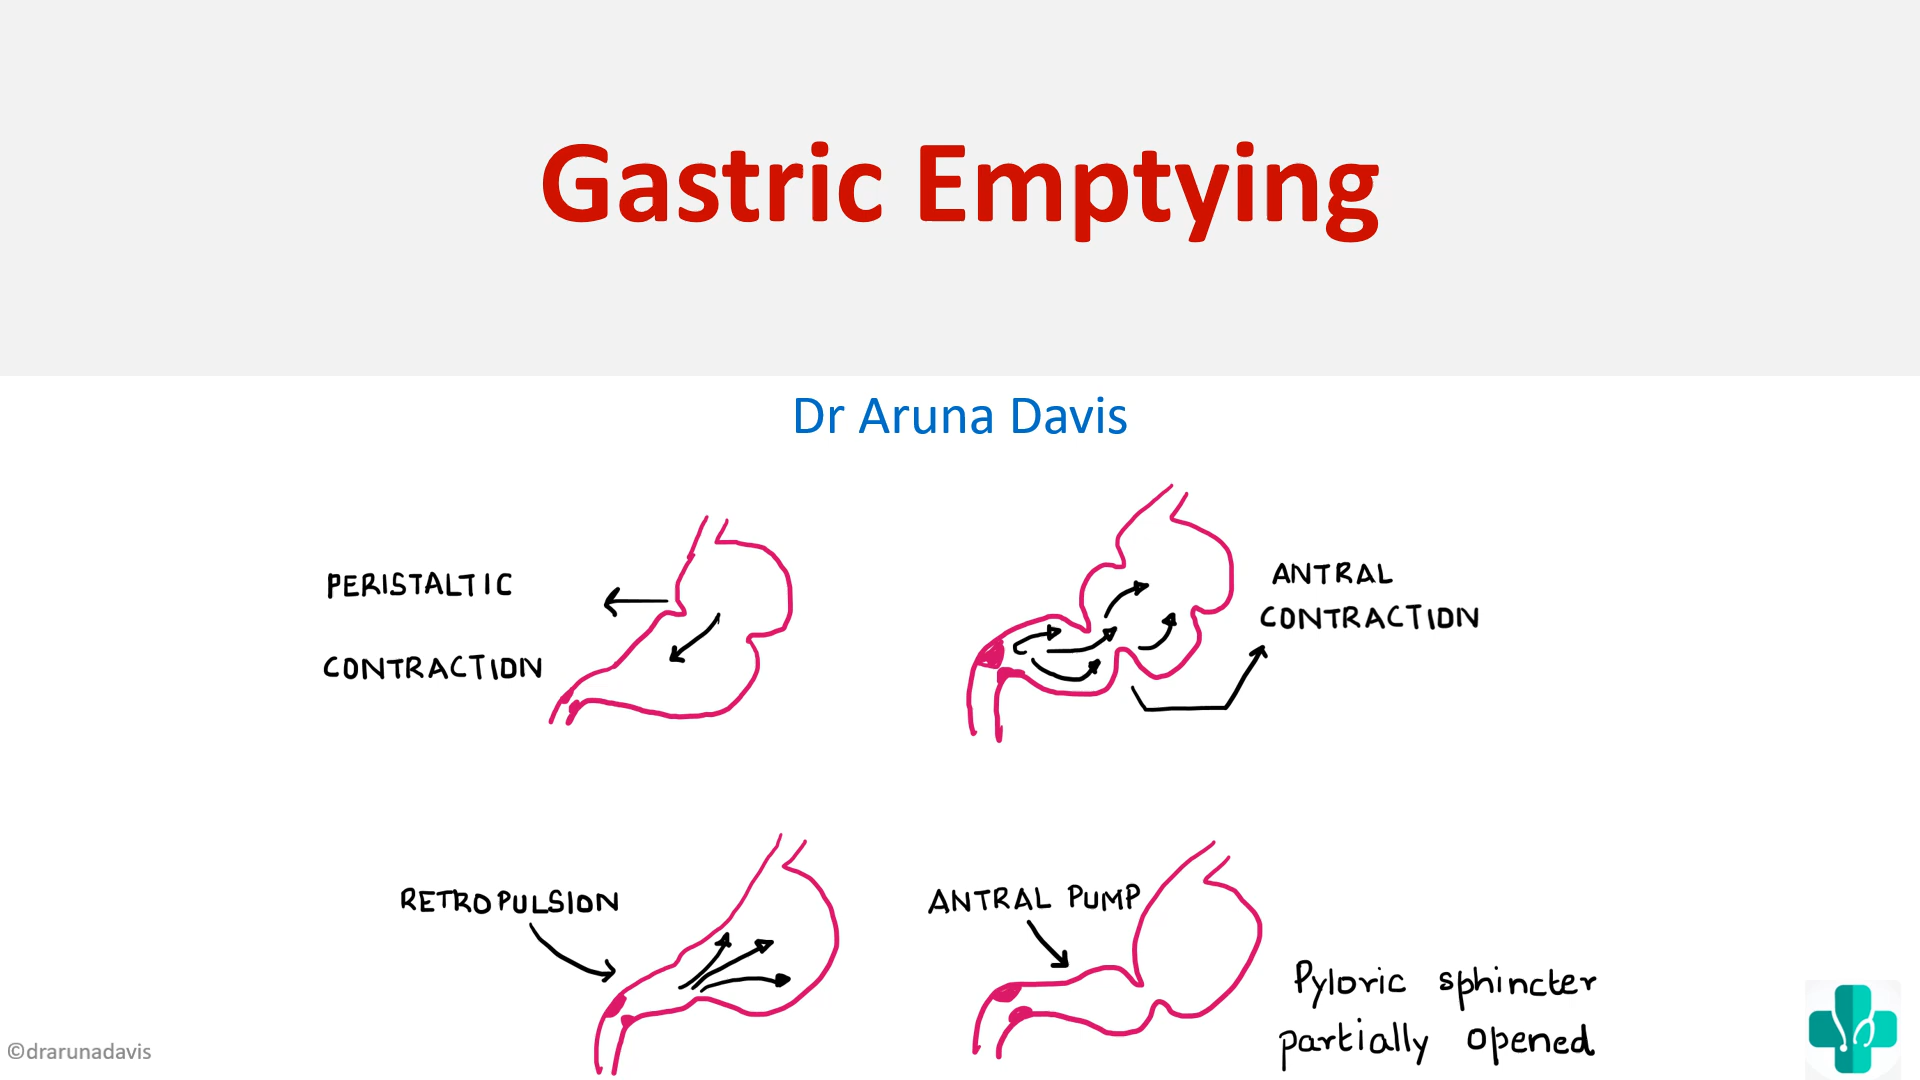 Gastric Emptying
Dr Aruna Davis
PERISTALTIC
CONTRACTION
ANTRAL
CONTRACTION
RETROPULSION
ANTRAL PUMP
Pyloric sphincter
partially opened
©drarunadavis